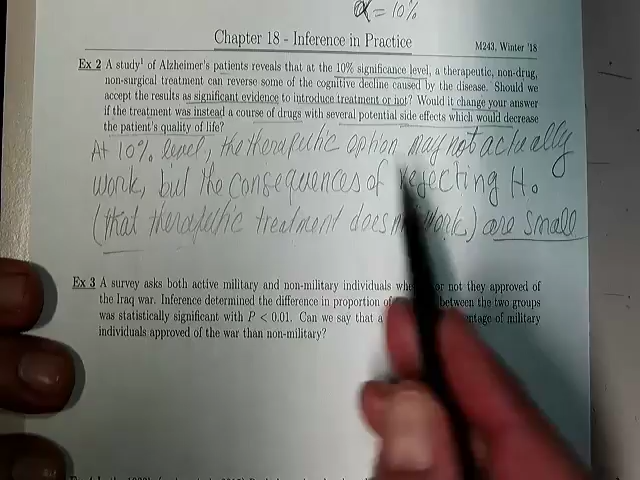 α = 10%
Chapter 18 - Inference in Practice
M243, Winter '18
Ex 2 A study¹ of Alzheimer's patients reveals that at the 10% significance level, a therapeutic, non-drug,
non-surgical treatment can reverse some of the cognitive decline caused by the disease. Should we
accept the results as significant evidence to introduce treatment or not? Would it change your answer
if the treatment was instead a course of drugs with several potential side effects which would decrease
the patient's quality of life?
At 10% level, the therapeutic option may not actually
work, but the consequences of rejecting H₀
(that therapeutic treatment does work) are small
Ex 3 A survey asks both active military and non-military individuals or not they approved of
the Iraq war. Inference determined the difference in proportion between the two groups
was statistically significant with P < 0.01. Can we say that a of military
individuals approved of the war than non-military?